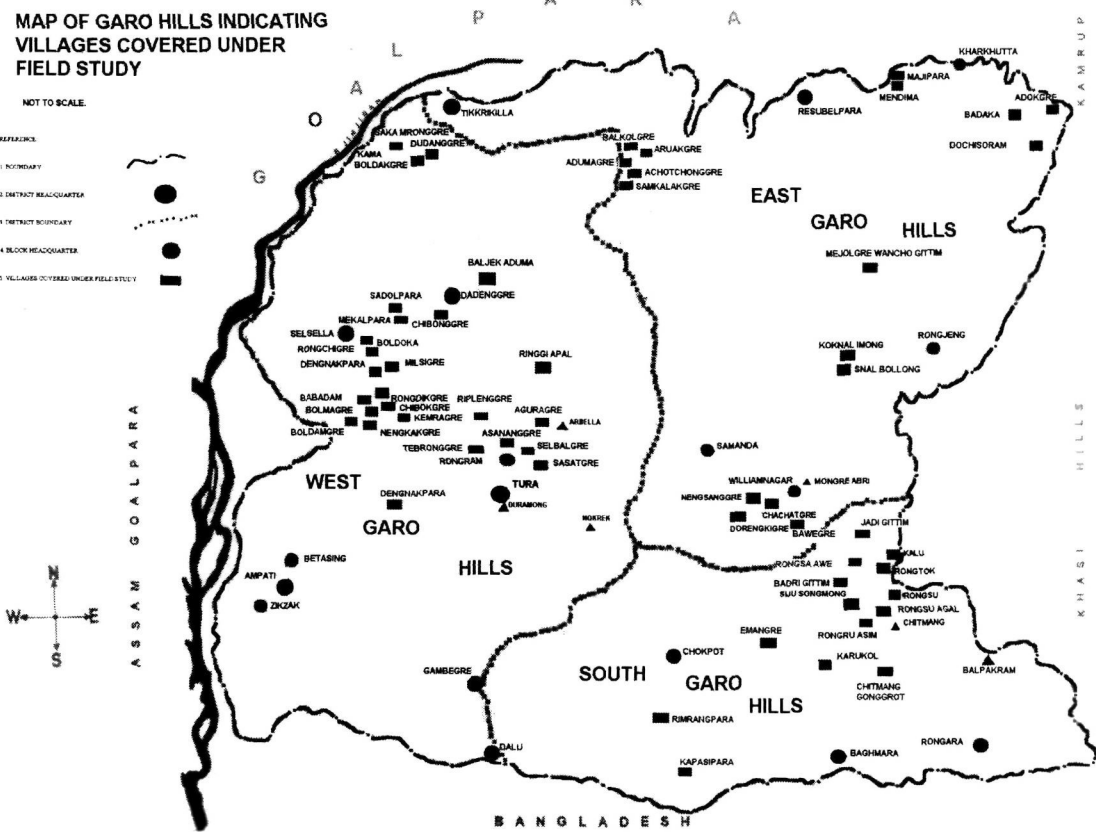 MAP OF GARO HILLS INDICATING
VILLAGES COVERED UNDER
FIELD STUDY
NOT TO SCALE.
REFERENCE
1 BOUNDARY
2 DISTRICT HEADQUARTER
3 DISTRICT BOUNDARY
4 BLOCK HEADQUARTER
5 VILLAGES COVERED UNDER FIELD STUDY
G O A L P A R A
KAMRUP
KHASI HILLS
ASSAM GOALPARA
BANGLADESH
N
W E
S
TIKKRIKILLA
SAKA MRONGGRE
DUDANGGRE
KAMA
BOLDAKGRE
KHARKHUTTA
MAJIPARA
MENDIMA
RESUBELPARA
ADOKGRE
BADAKA
DOCHISORAM
BALKOLGRE
ARUAKGRE
ADUMAGRE
ACHOTCHONGGRE
SAMKALAKGRE
EAST
GARO
HILLS
MEJOLGRE WANCHO GITTIM
BALJEK ADUMA
DADENGGRE
SADOLPARA
MEKALPARA
CHIBONGGRE
SELSELLA
BOLDOKA
RONGCHIGRE
DENGNAKPARA
MILSIGRE
RINGGI APAL
KOKNAL IMONG
RONGJENG
SNAL BOLLONG
BABADAM
RONGDIKGRE
BOLMAGRE
CHIBOKGRE
KEMRAGRE
BOLDAMGRE
NENGKAKGRE
RIPLENGGRE
AGURAGRE
ARBELLA
ASANANGGRE
TEBRONGGRE
SELBALGRE
RONGRAM
SASATGRE
TURA
DURAMONG
NOKREK
WEST
GARO
HILLS
DENGNAKPARA
SAMANDA
WILLIAMNAGAR
MONGRE ABRI
NENGSANGGRE
CHACHATGRE
DORENGKIGRE
BAWEGRE
JADI GITTIM
KALU
RONGSA AWE
RONGTOK
BADRI GITTIM
SIJU SONGMONG
RONGSU
RONGSU AGAL
CHITMANG
RONGRU ASIM
BETASING
AMPATI
ZIKZAK
EMANGRE
CHOKPOT
KARUKOL
BALPAKRAM
CHITMANG
GONGGROT
GAMBEGRE
SOUTH
GARO
HILLS
RIMRANGPARA
DALU
KAPASIPARA
BAGHMARA
RONGARA